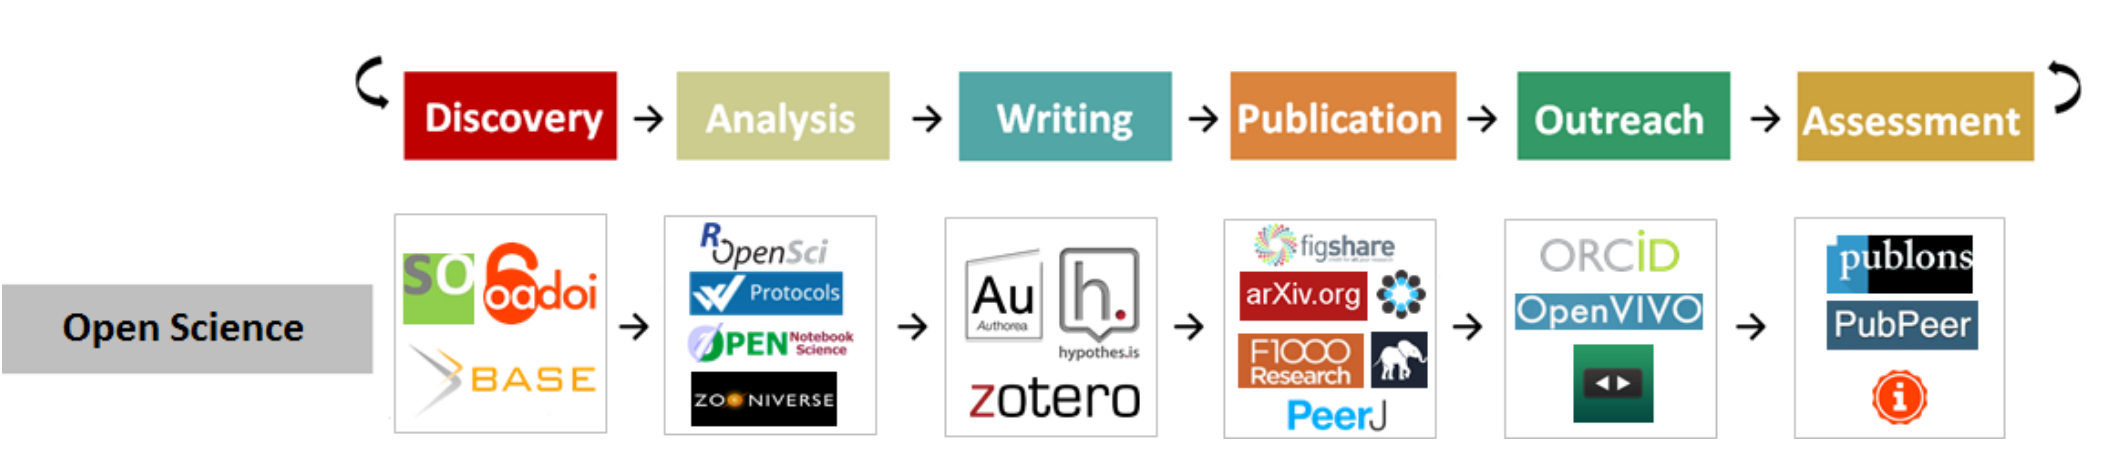 Discovery
Analysis
Writing
Publication
Outreach
Assessment
Open Science
SO
oadoi
BASE
ROpenSci
Protocols
OPEN Notebook Science
ZOONIVERSE
Au
Authorea
h.
hypothes.is
zotero
figshare
arXiv.org
F1000
Research
PeerJ
ORCiD
OpenVIVO
publons
PubPeer
i